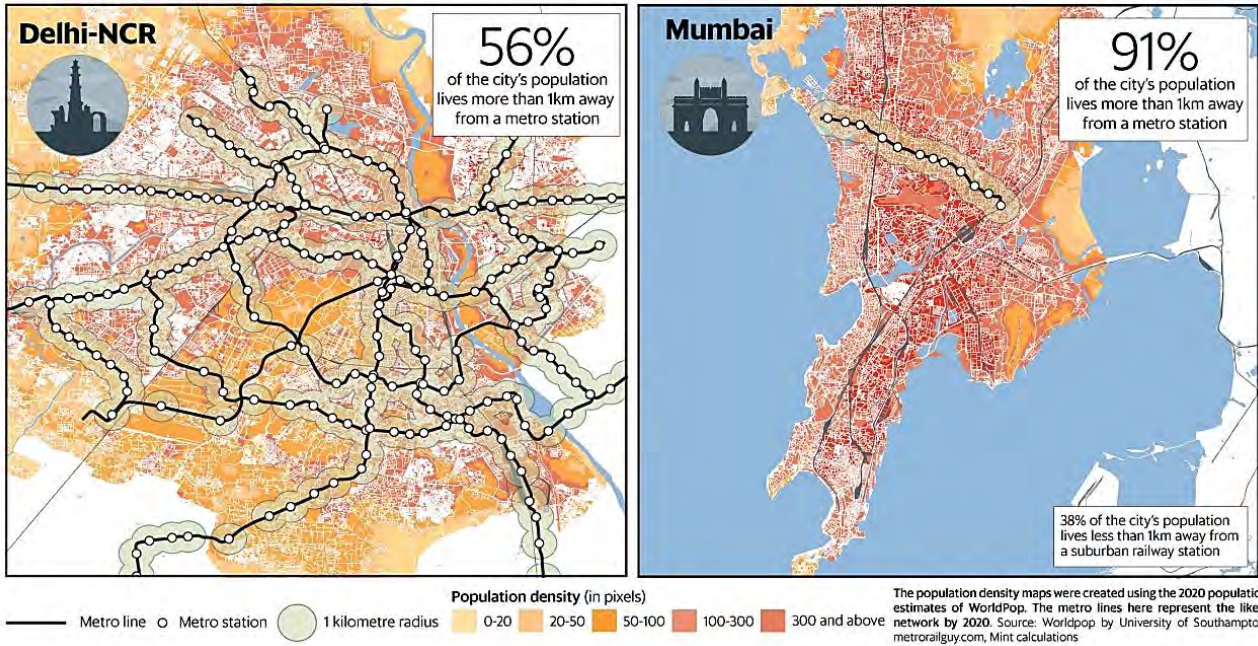 Delhi-NCR
56%
of the city's population
lives more than 1km away
from a metro station
Mumbai
91%
of the city's population
lives more than 1km away
from a metro station
38% of the city's population
lives less than 1km away from
a suburban railway station
Metro line
Metro station
1 kilometre radius
Population density (in pixels)
0-20
20-50
50-100
100-300
300 and above
The population density maps were created using the 2020 populatio
estimates of WorldPop. The metro lines here represent the like
network by 2020. Source: Worldpop by University of Southampto
metrorailguy.com, Mint calculations